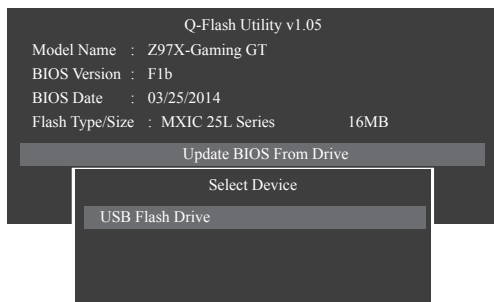 Q-Flash Utility v1.05
Model Name : Z97X-Gaming GT
BIOS Version : F1b
BIOS Date : 03/25/2014
Flash Type/Size : MXIC 25L Series 16MB
Update BIOS From Drive
Select Device
USB Flash Drive